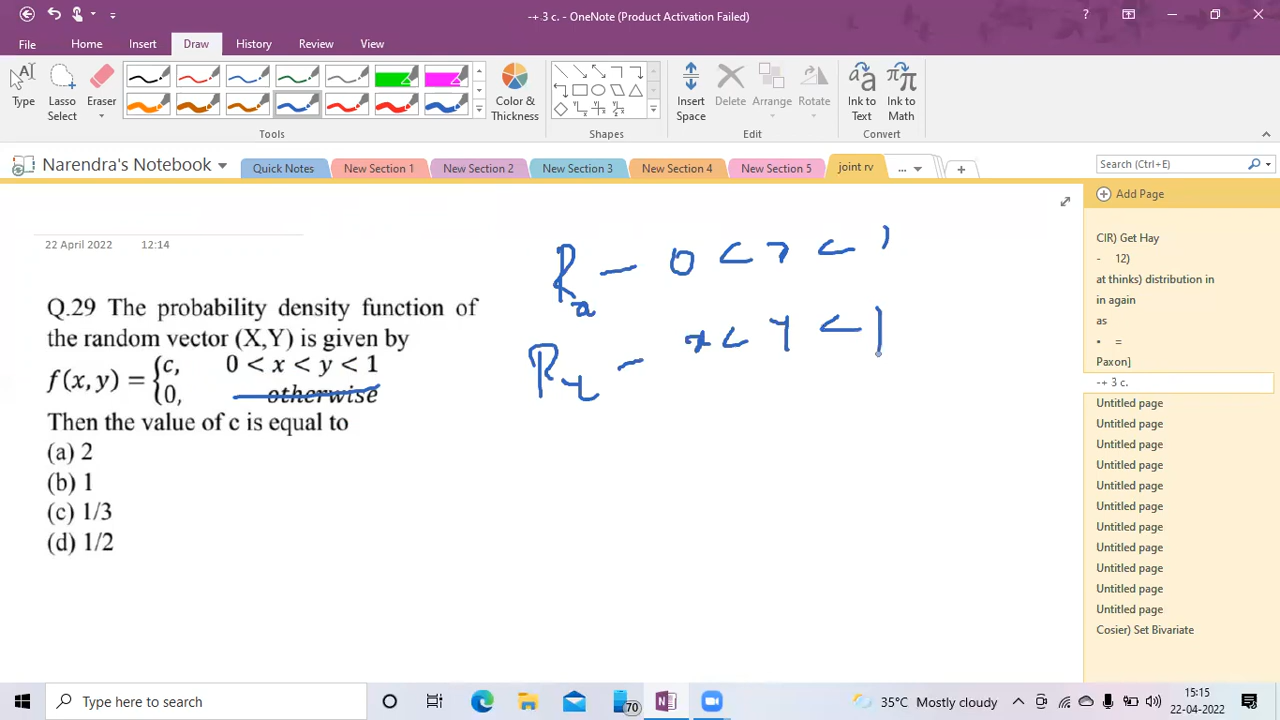 -+ 3 c. - OneNote (Product Activation Failed)
?
File Home Insert Draw History Review View
Type
Lasso Select
Eraser
Color & Thickness
Insert Space
Delete
Arrange
Rotate
Ink to Text
Ink to Math
Tools
Shapes
Edit
Convert
Narendra's Notebook
Quick Notes
New Section 1
New Section 2
New Section 3
New Section 4
New Section 5
joint rv
...
Search (Ctrl+E)
Add Page
22 April 2022 12:14
Q.29 The probability density function of
the random vector (X,Y) is given by
f(x, y) = {c, 0 < x < y < 1
0, otherwise
Then the value of c is equal to
(a) 2
(b) 1
(c) 1/3
(d) 1/2
R x - 0 < x < 1
R y - x < y < 1
CIR) Get Hay
- 12)
at thinks) distribution in
in again
as
• =
Paxon]
-+ 3 c.
Untitled page
Untitled page
Untitled page
Untitled page
Untitled page
Untitled page
Untitled page
Untitled page
Untitled page
Untitled page
Untitled page
Cosier) Set Bivariate
Type here to search
70
35°C Mostly cloudy
15:15
22-04-2022